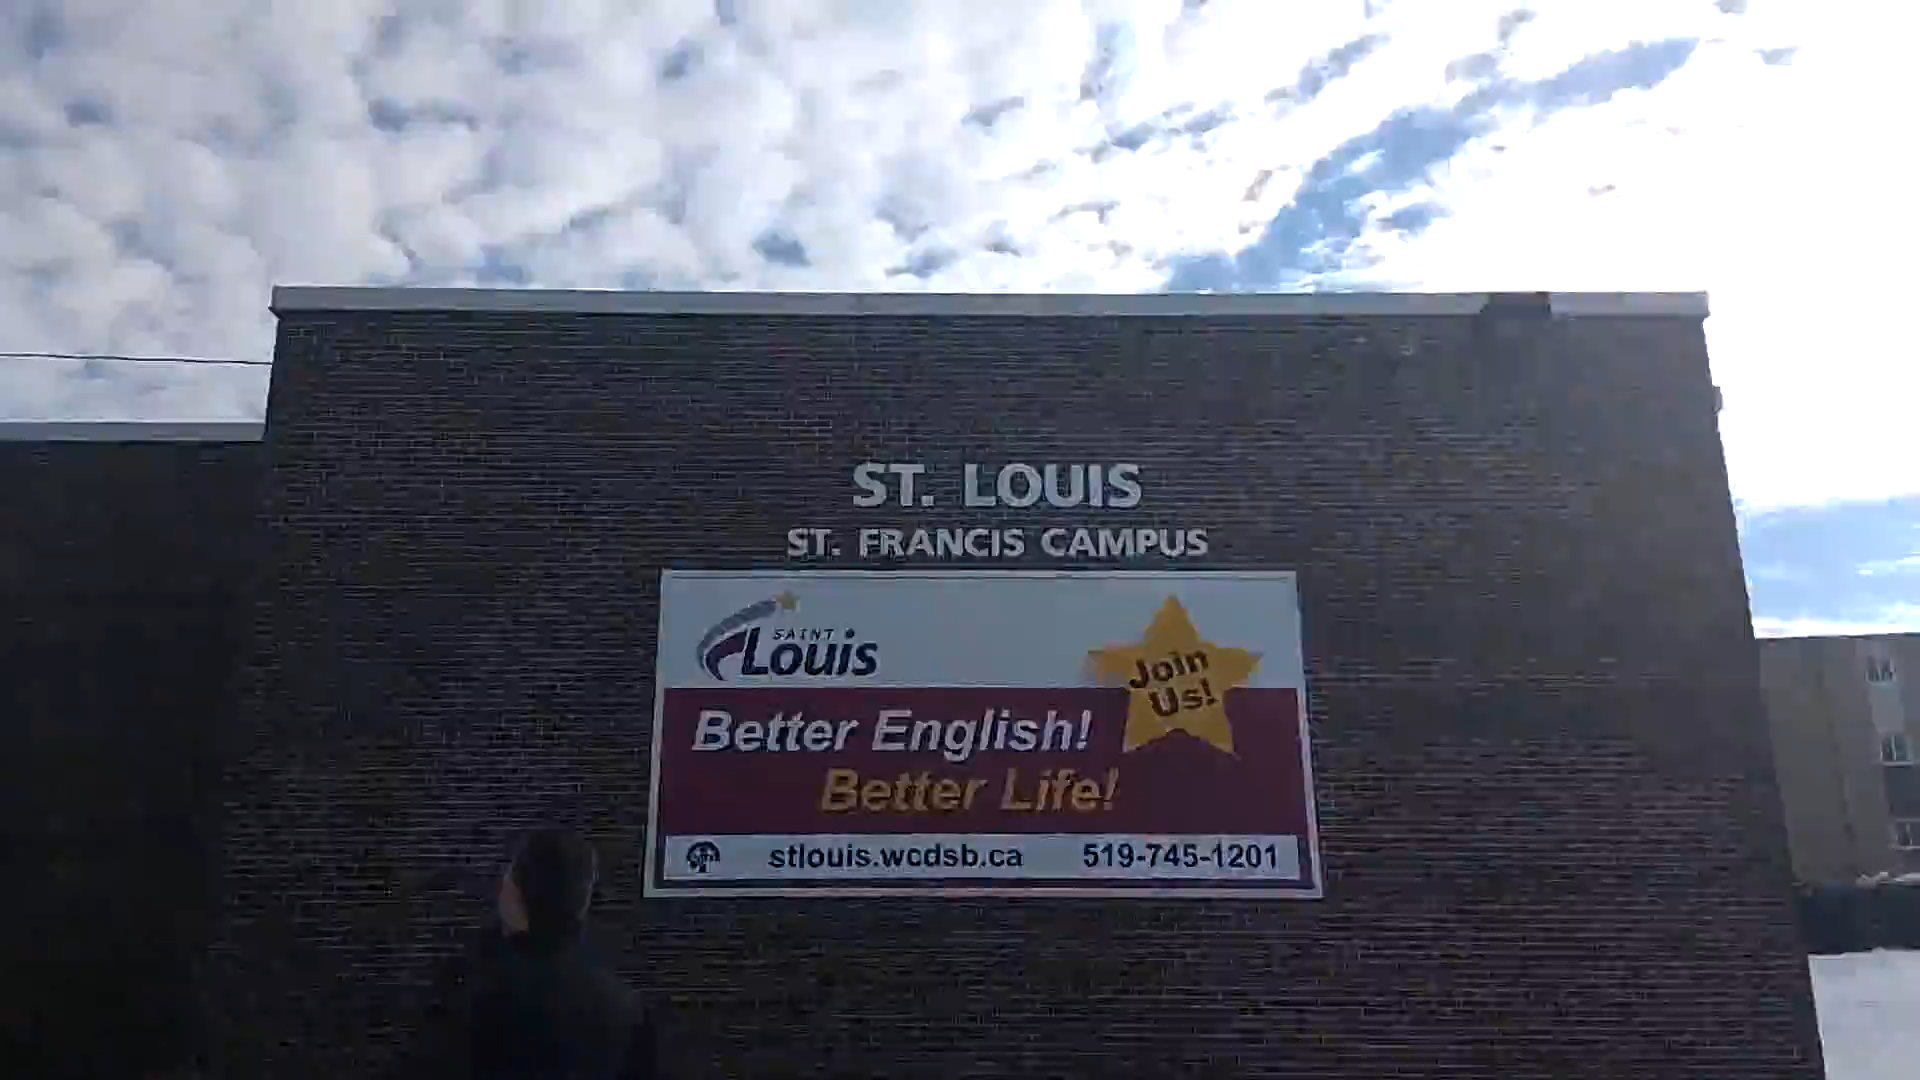 ST. LOUIS
ST. FRANCIS CAMPUS
SAINT
Louis
Join
Us!
Better English!
Better Life!
stlouis.wcdsb.ca 519-745-1201